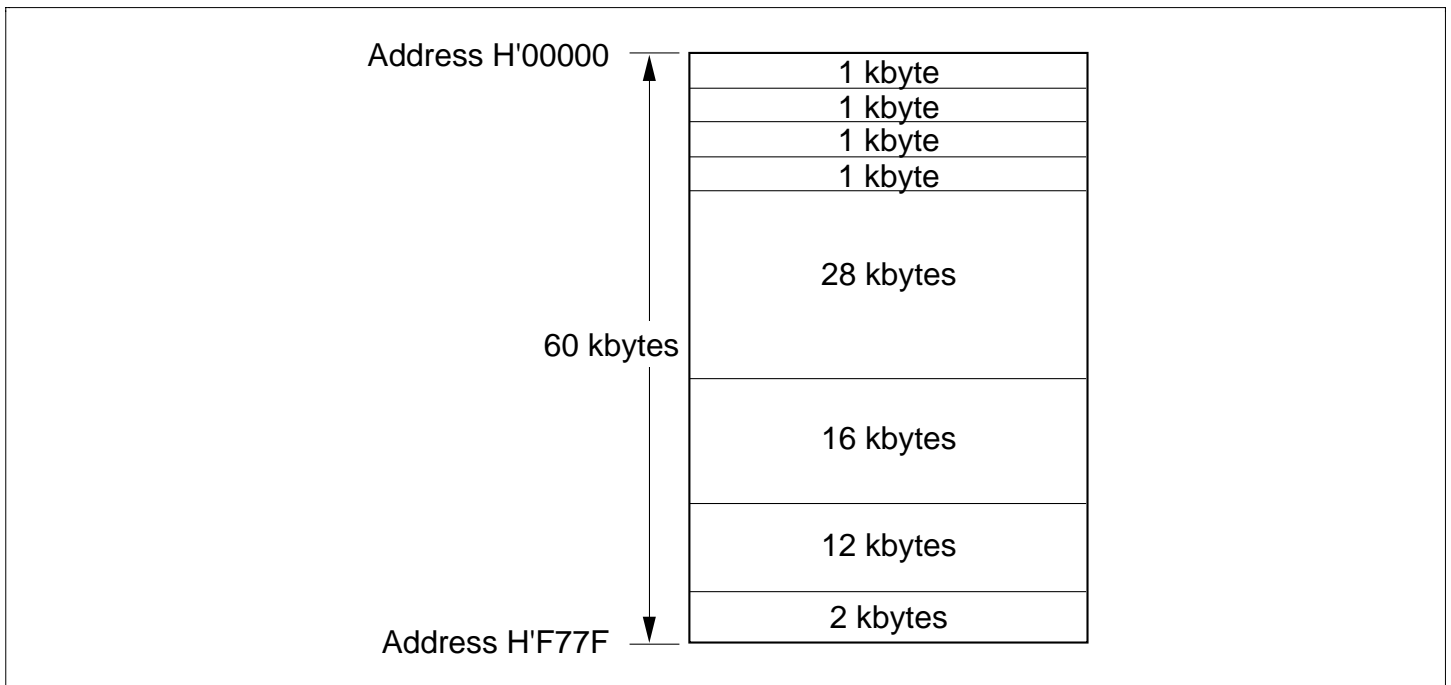 Address H'00000
1 kbyte
1 kbyte
1 kbyte
1 kbyte
28 kbytes
60 kbytes
16 kbytes
12 kbytes
2 kbytes
Address H'F77F